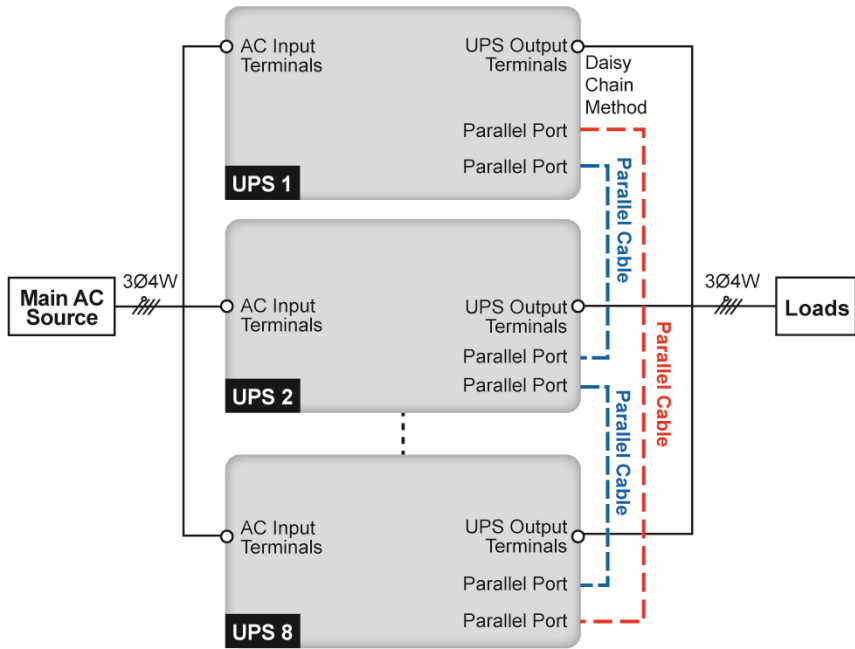 AC Input
Terminals
UPS Output
Terminals
Daisy
Chain
Method
Parallel Port
Parallel Port
UPS 1
Parallel Cable
Main AC
Source
3Ø4W
AC Input
Terminals
UPS Output
Terminals
Parallel Port
Parallel Port
UPS 2
3Ø4W
Loads
Parallel Cable
Parallel Cable
AC Input
Terminals
UPS Output
Terminals
Parallel Port
Parallel Port
UPS 8